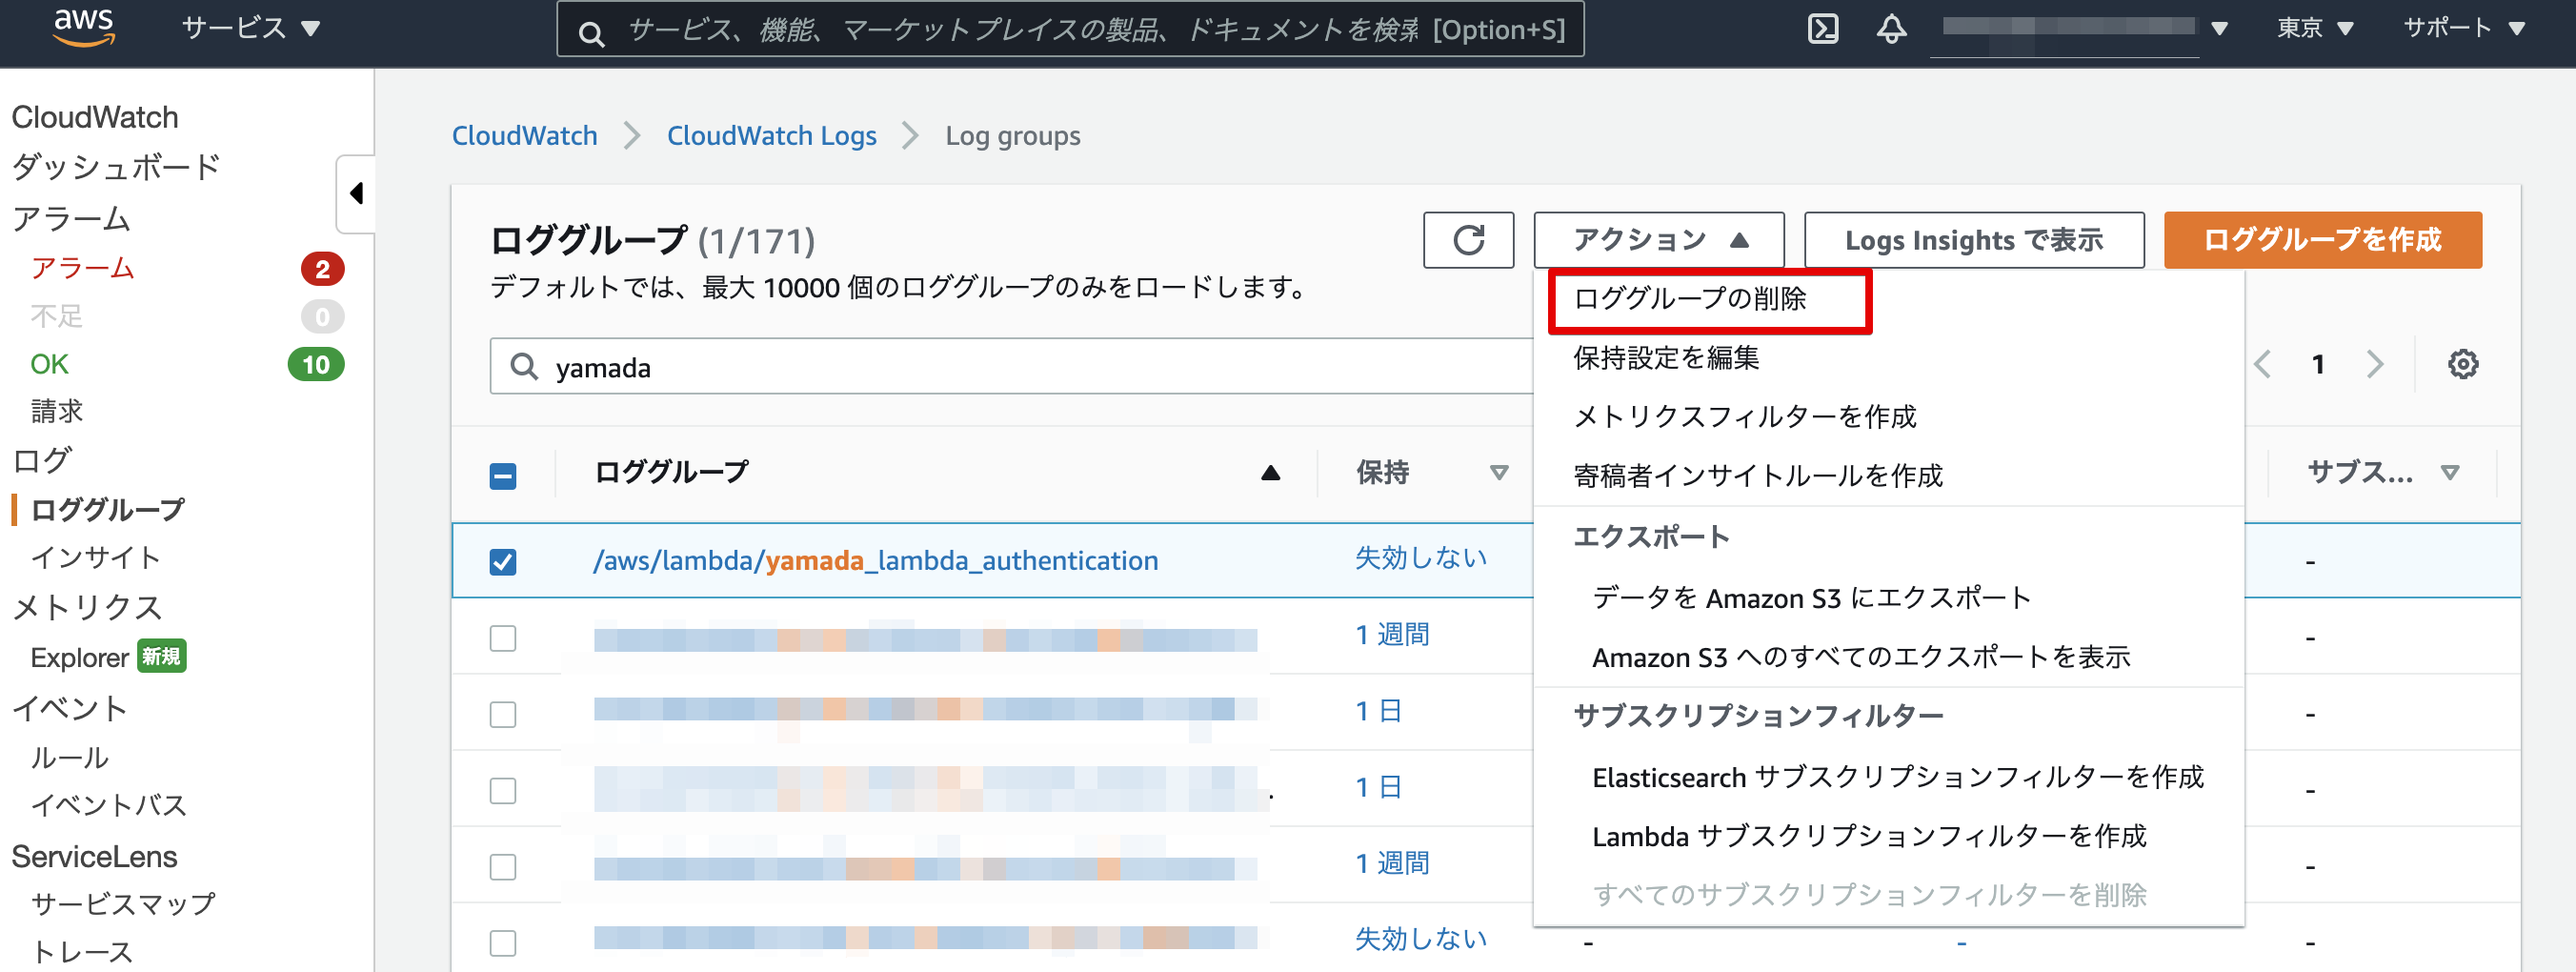 aws
サービス ▼
サービス、機能、マーケットプレイスの製品、ドキュメントを検索 [Option+S]
東京 ▼
サポート ▼
CloudWatch
ダッシュボード
アラーム
アラーム 2
不足 0
OK 10
請求
ログ
ロググループ
インサイト
メトリクス
Explorer 新規
イベント
ルール
イベントバス
ServiceLens
サービスマップ
トレース
CloudWatch > CloudWatch Logs > Log groups
ロググループ (1/171)
デフォルトでは、最大 10000 個のロググループのみをロードします。
アクション ▲
Logs Insights で表示
ロググループを作成
yamada
< 1 >
ロググループ ▲ 保持 ▽ サブス... ▽
/aws/lambda/yamada_lambda_authentication 失効しない -
1 週間 -
1 日 -
1 日 -
1 週間 -
失効しない - - -
ロググループの削除
保持設定を編集
メトリクスフィルターを作成
寄稿者インサイトルールを作成
エクスポート
データを Amazon S3 にエクスポート
Amazon S3 へのすべてのエクスポートを表示
サブスクリプションフィルター
Elasticsearch サブスクリプションフィルターを作成
Lambda サブスクリプションフィルターを作成
すべてのサブスクリプションフィルターを削除